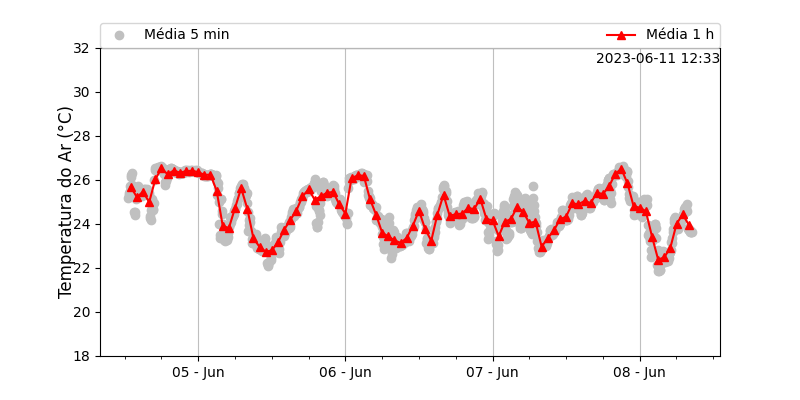 Média 5 min
Média 1 h
2023-06-11 12:33
Temperatura do Ar (°C)
32
30
28
26
24
22
20
18
05 - Jun
06 - Jun
07 - Jun
08 - Jun